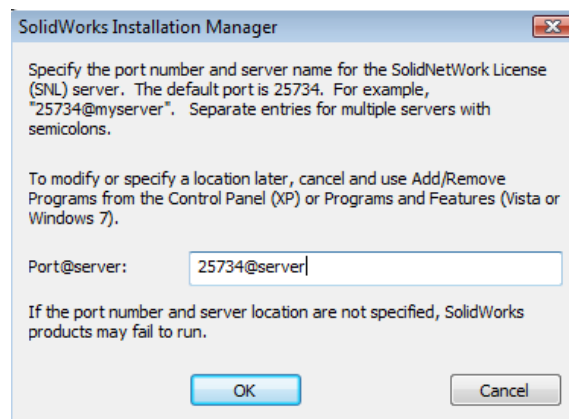 SolidWorks Installation Manager
Specify the port number and server name for the SolidNetWork License
(SNL) server.  The default port is 25734.  For example,
"25734@myserver".   Separate entries for multiple servers with
semicolons.
To modify or specify a location later, cancel and use Add/Remove
Programs from the Control Panel (XP) or Programs and Features (Vista or
Windows 7).
Port@server:
25734@server
If the port number and server location are not specified, SolidWorks
products may fail to run.
OK
Cancel